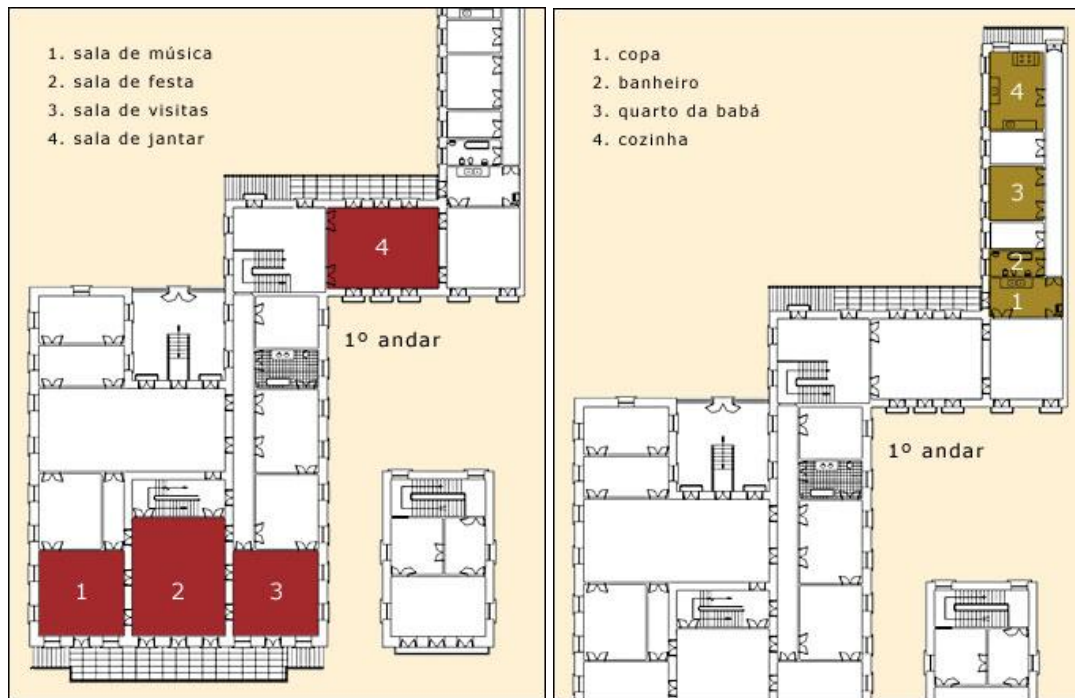 1. sala de música
2. sala de festa
3. sala de visitas
4. sala de jantar
4
1º andar
1
2
3
1. copa
2. banheiro
3. quarto da babá
4. cozinha
4
3
2
1
1º andar